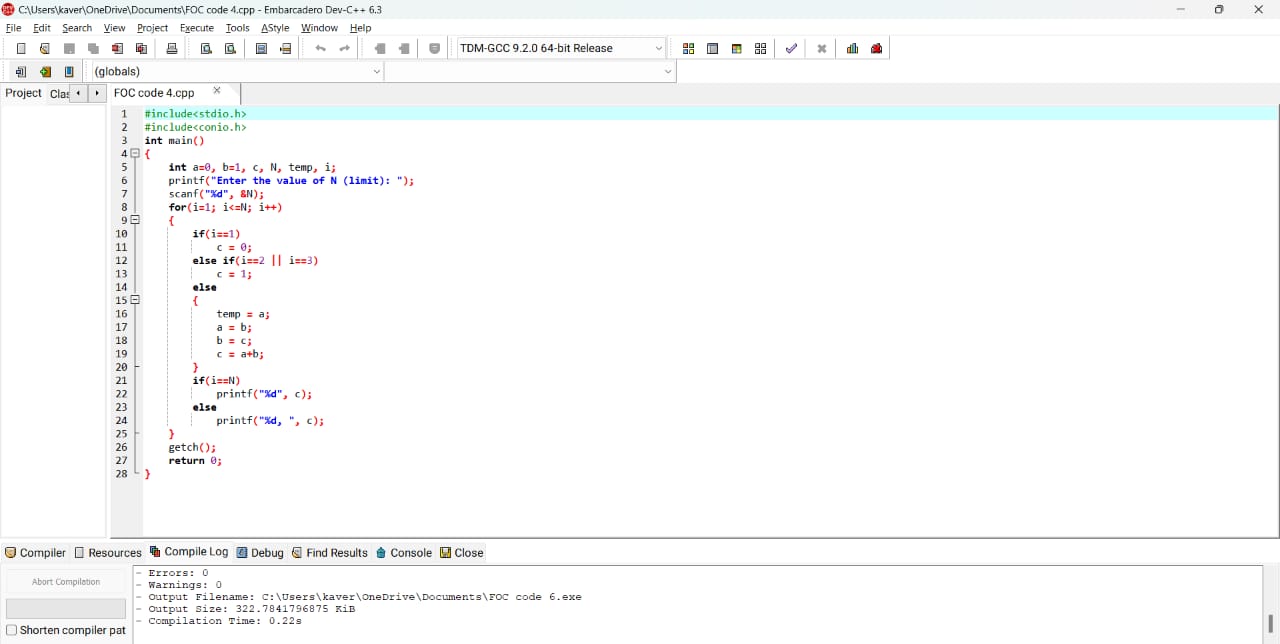 C:\Users\kaver\OneDrive\Documents\FOC code 4.cpp - Embarcadero Dev-C++ 6.3
File Edit Search View Project Execute Tools AStyle Window Help
TDM-GCC 9.2.0 64-bit Release
(globals)
Project Clas FOC code 4.cpp
1 #include<stdio.h>
2 #include<conio.h>
3 int main()
4 {
5 int a=0, b=1, c, N, temp, i;
6 printf("Enter the value of N (limit): ");
7 scanf("%d", &N);
8 for(i=1; i<=N; i++)
9 {
10 if(i==1)
11 c = 0;
12 else if(i==2 || i==3)
13 c = 1;
14 else
15 {
16 temp = a;
17 a = b;
18 b = c;
19 c = a+b;
20 }
21 if(i==N)
22 printf("%d", c);
23 else
24 printf("%d, ", c);
25 }
26 getch();
27 return 0;
28 }
Compiler Resources Compile Log Debug Find Results Console Close
Abort Compilation
Shorten compiler pat
- Errors: 0
- Warnings: 0
- Output Filename: C:\Users\kaver\OneDrive\Documents\FOC code 6.exe
- Output Size: 322.7841796875 KiB
- Compilation Time: 0.22s